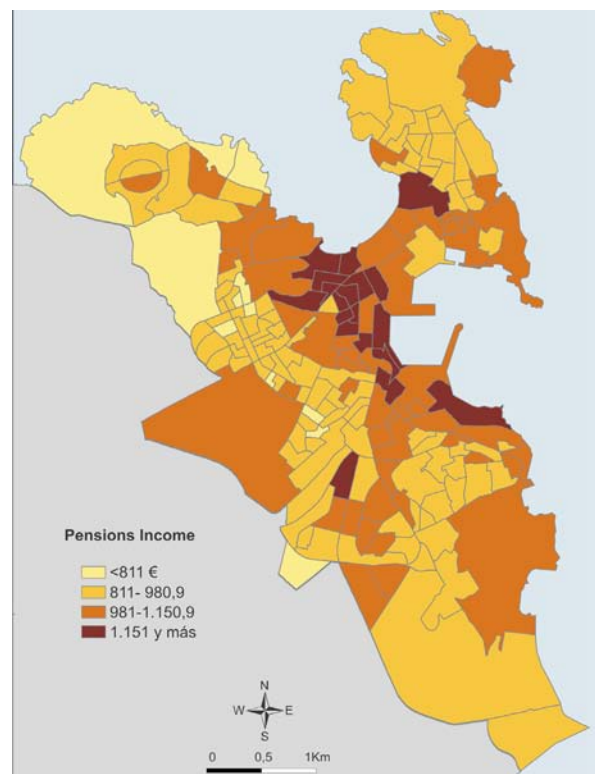 Pensions Income
<811 €
811- 980,9
981-1.150,9
1.151 y más
N
W E
S
0 0,5 1Km